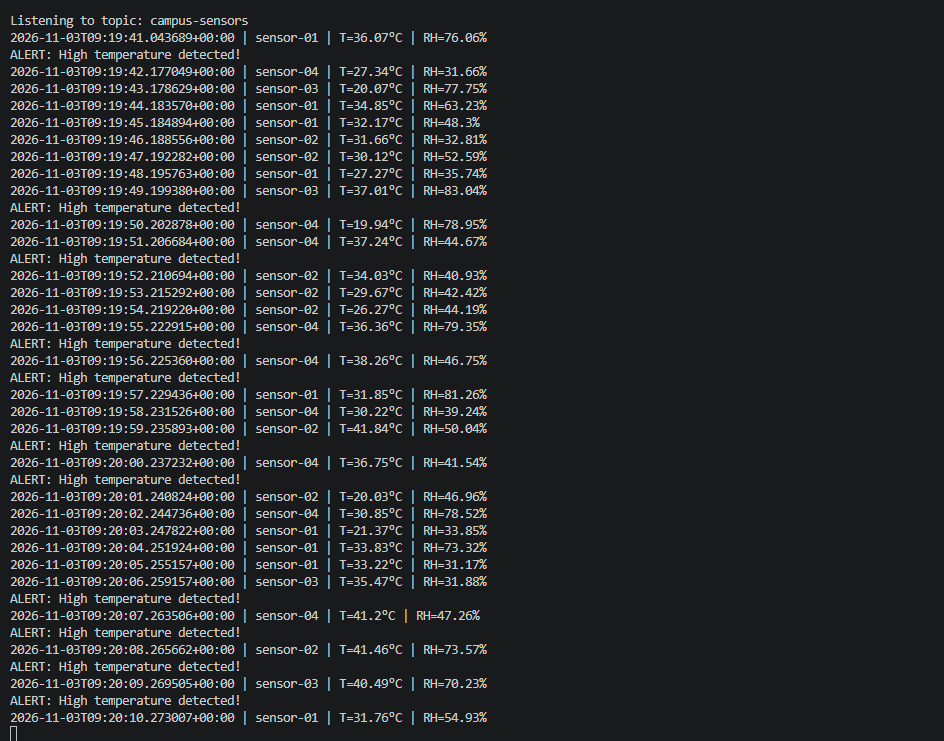 Listening to topic: campus-sensors
2026-11-03T09:19:41.043689+00:00 | sensor-01 | T=36.07°C | RH=76.06%
ALERT: High temperature detected!
2026-11-03T09:19:42.177049+00:00 | sensor-04 | T=27.34°C | RH=31.66%
2026-11-03T09:19:43.178629+00:00 | sensor-03 | T=20.07°C | RH=77.75%
2026-11-03T09:19:44.183570+00:00 | sensor-01 | T=34.85°C | RH=63.23%
2026-11-03T09:19:45.184894+00:00 | sensor-01 | T=32.17°C | RH=48.3%
2026-11-03T09:19:46.188556+00:00 | sensor-02 | T=31.66°C | RH=32.81%
2026-11-03T09:19:47.192282+00:00 | sensor-02 | T=30.12°C | RH=52.59%
2026-11-03T09:19:48.195763+00:00 | sensor-01 | T=27.27°C | RH=35.74%
2026-11-03T09:19:49.199380+00:00 | sensor-03 | T=37.01°C | RH=83.04%
ALERT: High temperature detected!
2026-11-03T09:19:50.202878+00:00 | sensor-04 | T=19.94°C | RH=78.95%
2026-11-03T09:19:51.206684+00:00 | sensor-04 | T=37.24°C | RH=44.67%
ALERT: High temperature detected!
2026-11-03T09:19:52.210694+00:00 | sensor-02 | T=34.03°C | RH=40.93%
2026-11-03T09:19:53.215292+00:00 | sensor-02 | T=29.67°C | RH=42.42%
2026-11-03T09:19:54.219220+00:00 | sensor-02 | T=26.27°C | RH=44.19%
2026-11-03T09:19:55.222915+00:00 | sensor-04 | T=36.36°C | RH=79.35%
ALERT: High temperature detected!
2026-11-03T09:19:56.225360+00:00 | sensor-04 | T=38.26°C | RH=46.75%
ALERT: High temperature detected!
2026-11-03T09:19:57.229436+00:00 | sensor-01 | T=31.85°C | RH=81.26%
2026-11-03T09:19:58.231526+00:00 | sensor-04 | T=30.22°C | RH=39.24%
2026-11-03T09:19:59.235893+00:00 | sensor-02 | T=41.84°C | RH=50.04%
ALERT: High temperature detected!
2026-11-03T09:20:00.237232+00:00 | sensor-04 | T=36.75°C | RH=41.54%
ALERT: High temperature detected!
2026-11-03T09:20:01.240824+00:00 | sensor-02 | T=20.03°C | RH=46.96%
2026-11-03T09:20:02.244736+00:00 | sensor-04 | T=30.85°C | RH=78.52%
2026-11-03T09:20:03.247822+00:00 | sensor-01 | T=21.37°C | RH=33.85%
2026-11-03T09:20:04.251924+00:00 | sensor-01 | T=33.83°C | RH=73.32%
2026-11-03T09:20:05.255157+00:00 | sensor-01 | T=33.22°C | RH=31.17%
2026-11-03T09:20:06.259157+00:00 | sensor-03 | T=35.47°C | RH=31.88%
ALERT: High temperature detected!
2026-11-03T09:20:07.263506+00:00 | sensor-04 | T=41.2°C | RH=47.26%
ALERT: High temperature detected!
2026-11-03T09:20:08.265662+00:00 | sensor-02 | T=41.46°C | RH=73.57%
ALERT: High temperature detected!
2026-11-03T09:20:09.269505+00:00 | sensor-03 | T=40.49°C | RH=70.23%
ALERT: High temperature detected!
2026-11-03T09:20:10.273007+00:00 | sensor-01 | T=31.76°C | RH=54.93%